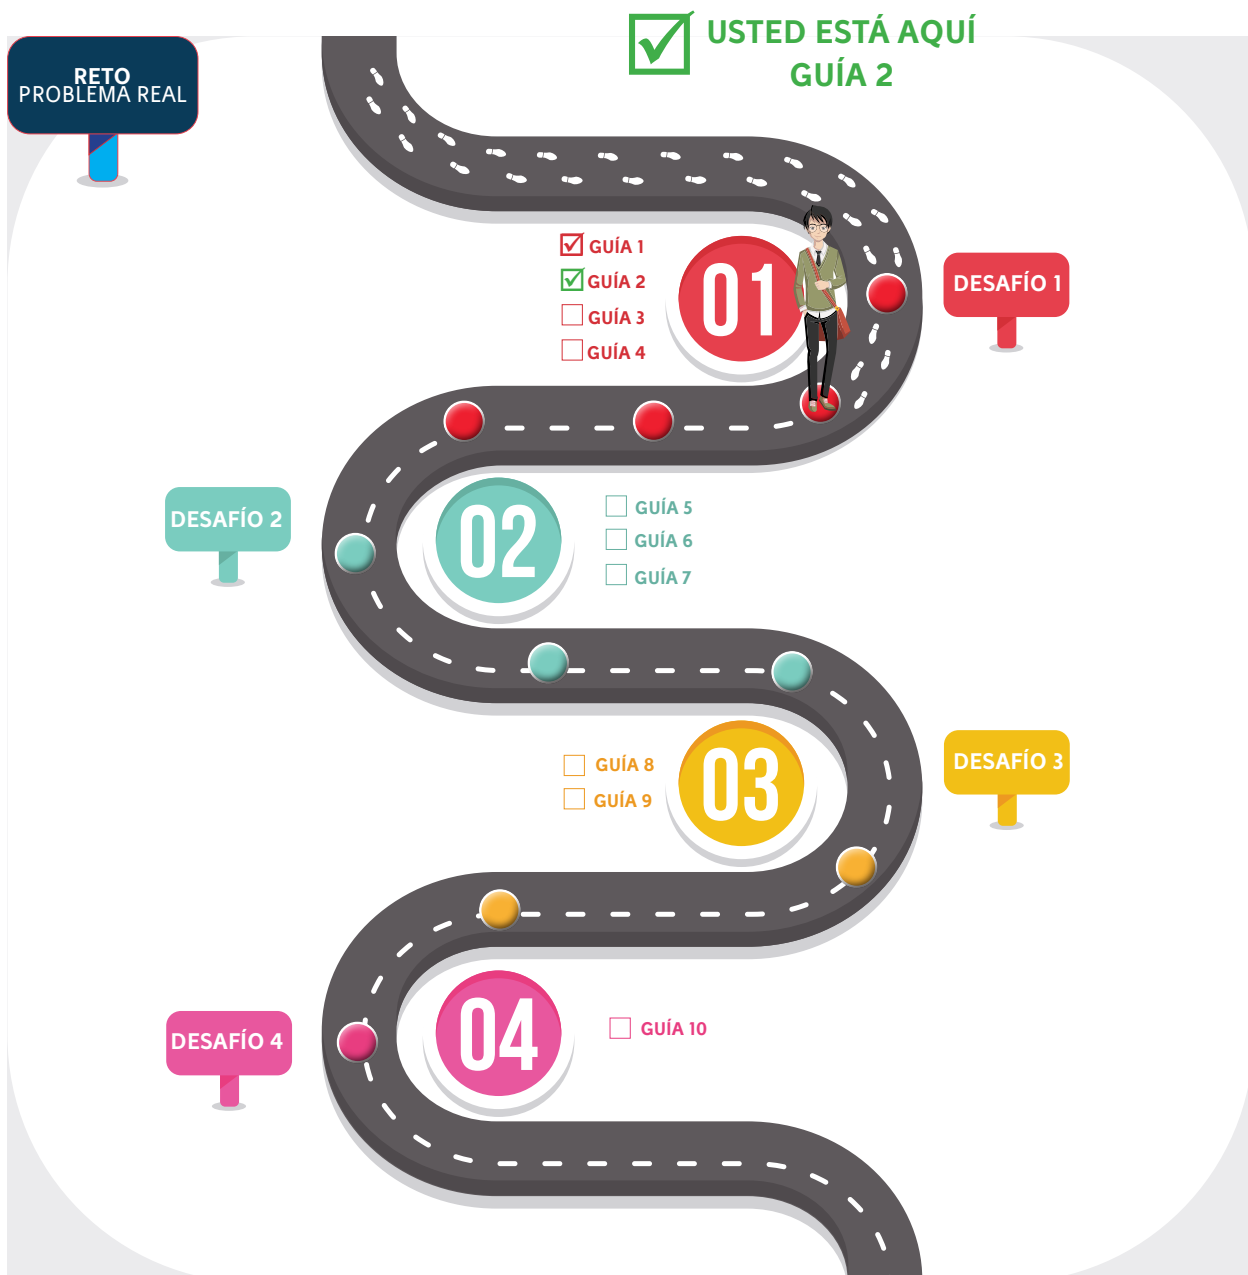 USTED ESTÁ AQUÍ
GUÍA 2
RETO
PROBLEMA REAL
GUÍA 1
GUÍA 2
GUÍA 3
GUÍA 4
01
DESAFÍO 1
DESAFÍO 2
02
GUÍA 5
GUÍA 6
GUÍA 7
GUÍA 8
GUÍA 9
03
DESAFÍO 3
DESAFÍO 4
04
GUÍA 10